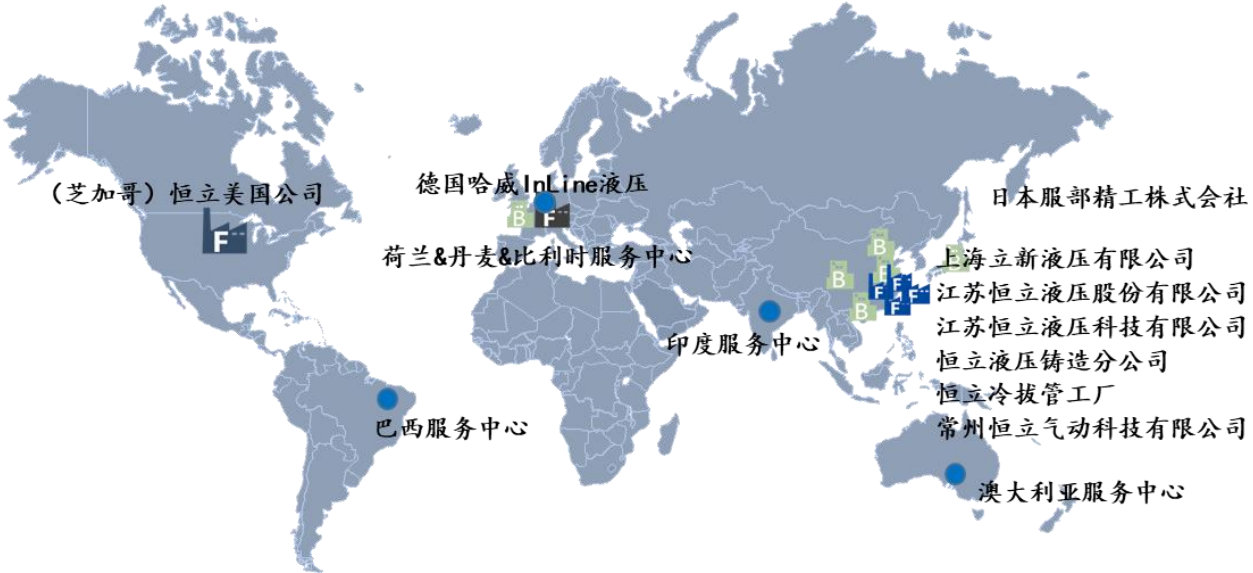 （芝加哥）恒立美国公司
F
德国哈威InLine液压
B
F
荷兰&丹麦&比利时服务中心
印度服务中心
巴西服务中心
日本服部精工株式会社
B
B
B
B
F
F
F
F
上海立新液压有限公司
江苏恒立液压股份有限公司
江苏恒立液压科技有限公司
恒立液压铸造分公司
恒立冷拔管工厂
常州恒立气动科技有限公司
澳大利亚服务中心